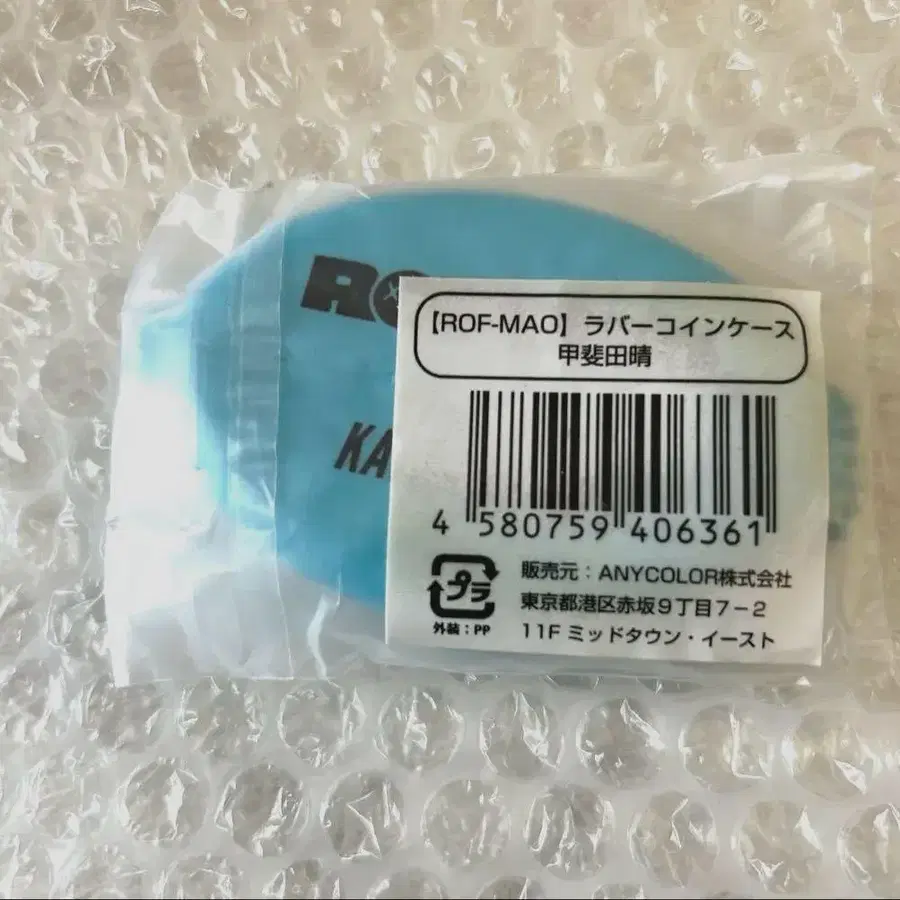 【ROF-MAO】ラバーコインケース
甲斐田晴
4 580759 406361
プラ
外装：PP
販売元：ANYCOLOR株式会社
東京都港区赤坂9丁目7-2
11F ミッドタウン・イースト